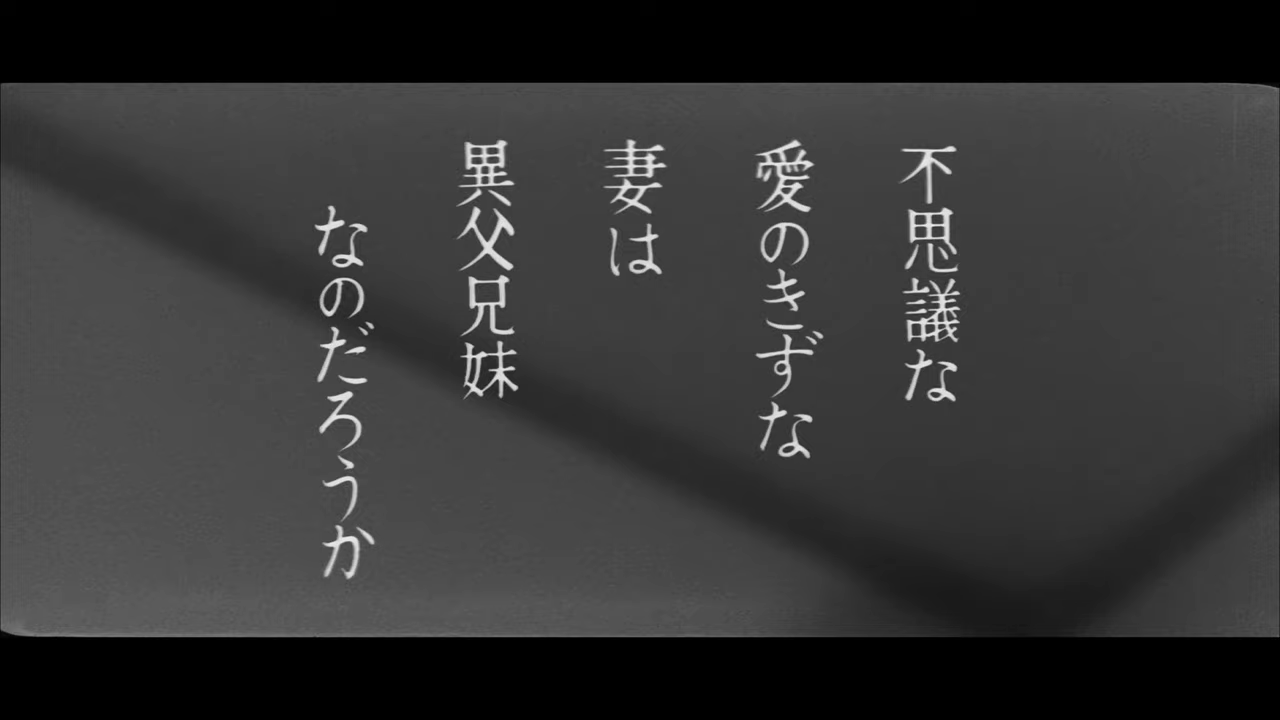 不思議な
愛のきずな
妻は
異父兄妹
なのだろうか